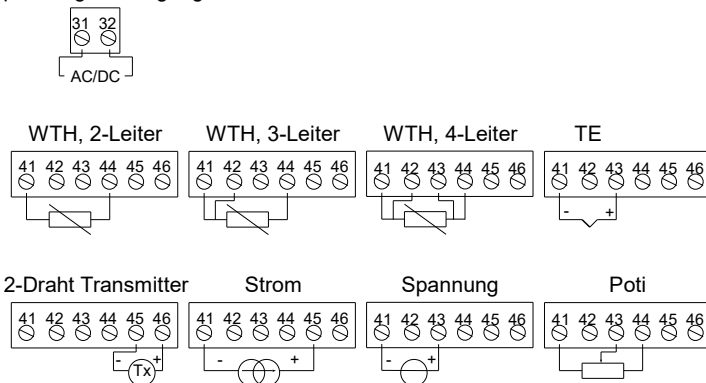 31 32
AC/DC
WTH, 2-Leiter WTH, 3-Leiter WTH, 4-Leiter TE
41 42 43 44 45 46 41 42 43 44 45 46 41 42 43 44 45 46 41 42 43 44 45 46
- +
2-Draht Transmitter Strom Spannung Poti
41 42 43 44 45 46 41 42 43 44 45 46 41 42 43 44 45 46 41 42 43 44 45 46
- + - + - +
Tx